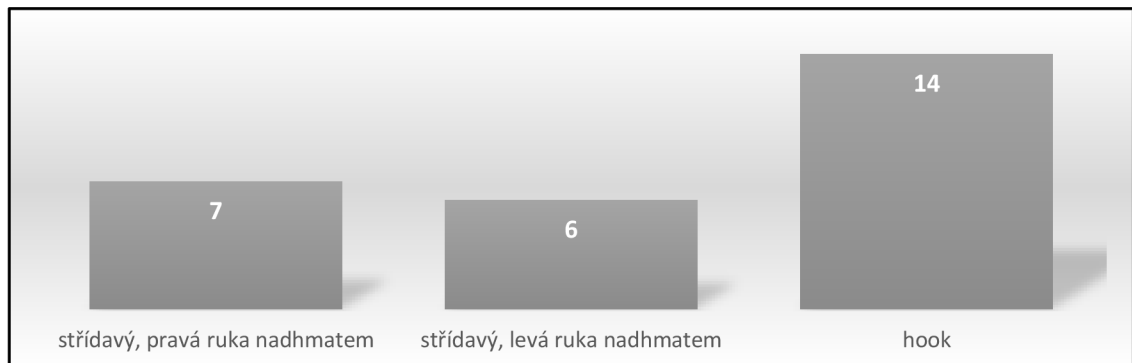 7
6
14
střídavý, pravá ruka nadhmatem
střídavý, levá ruka nadhmatem
hook